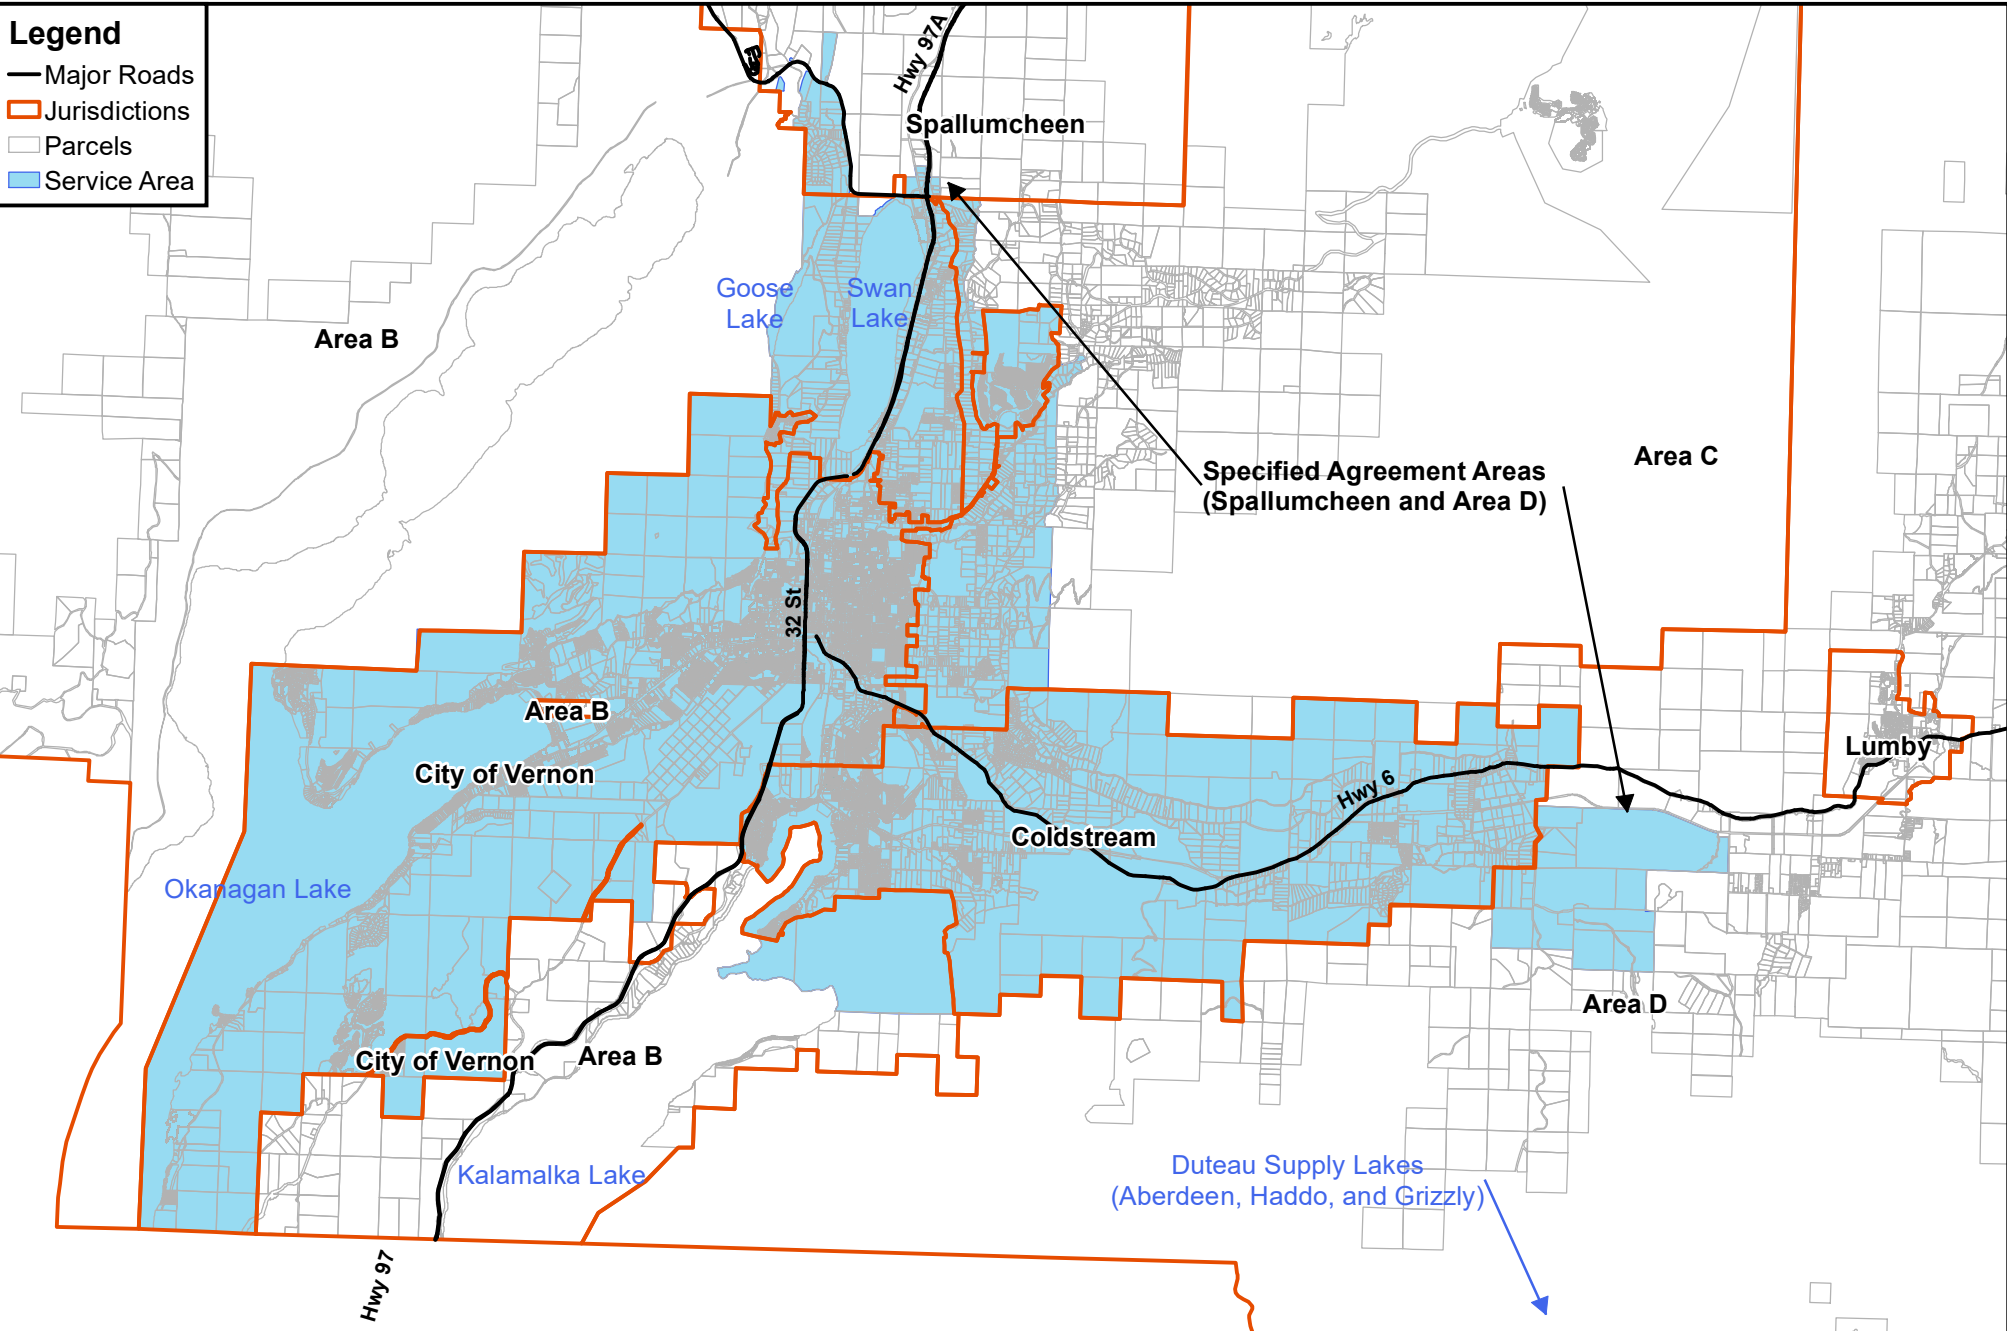 Legend
Major Roads
Jurisdictions
Parcels
Service Area
Hwy 97A
Spallumcheen
Goose
Lake
Swan
Lake
Area B
Area C
Specified Agreement Areas
(Spallumcheen and Area D)
32 St
Area B
City of Vernon
Lumby
Hwy 6
Coldstream
Okanagan Lake
Area D
City of Vernon
Area B
Kalamalka Lake
Duteau Supply Lakes
(Aberdeen, Haddo, and Grizzly)
Hwy 97